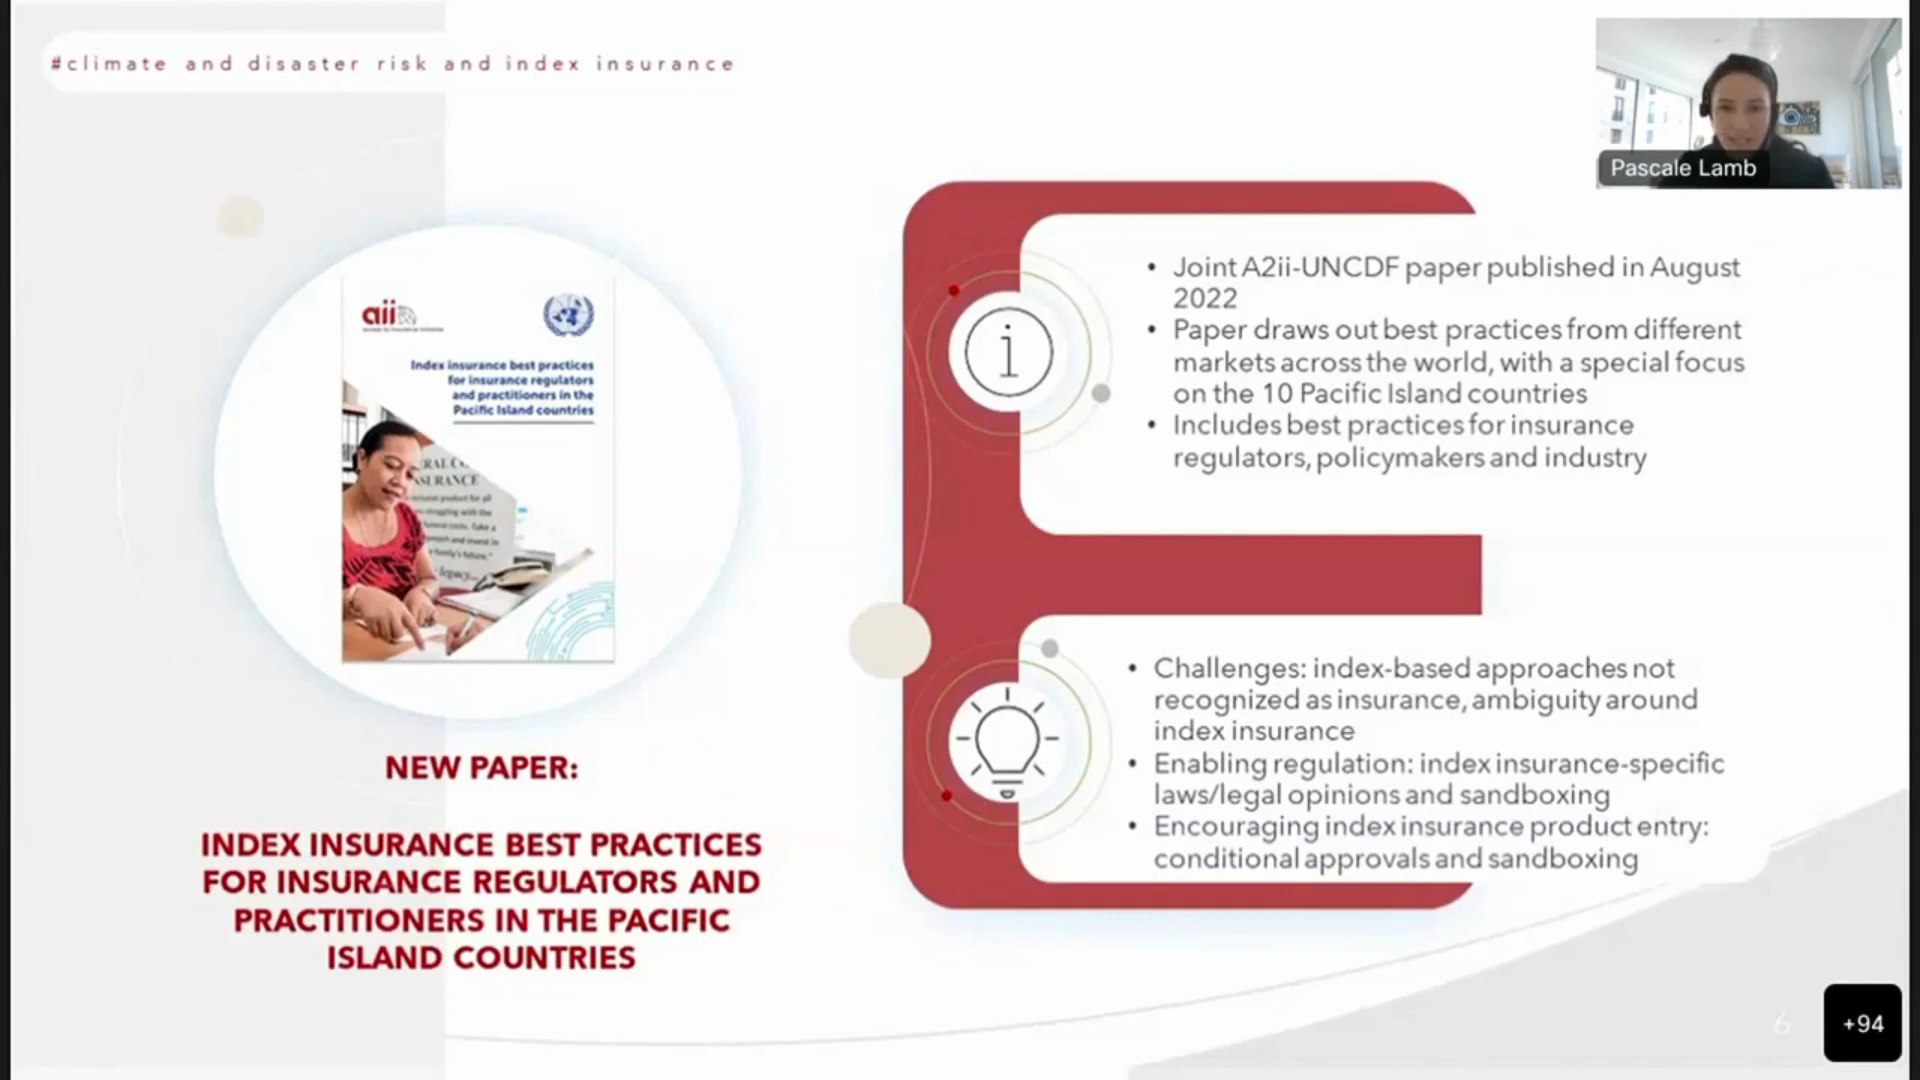 #climate and disaster risk and index insurance
Pascale Lamb
aii
Index insurance best practices
for insurance regulators
and practitioners in the
Pacific Island countries
NEW PAPER:
INDEX INSURANCE BEST PRACTICES
FOR INSURANCE REGULATORS AND
PRACTITIONERS IN THE PACIFIC
ISLAND COUNTRIES
i
• Joint A2ii-UNCDF paper published in August
2022
• Paper draws out best practices from different
markets across the world, with a special focus
on the 10 Pacific Island countries
• Includes best practices for insurance
regulators, policymakers and industry
• Challenges: index-based approaches not
recognized as insurance, ambiguity around
index insurance
• Enabling regulation: index insurance-specific
laws/legal opinions and sandboxing
• Encouraging index insurance product entry:
conditional approvals and sandboxing
6
+94